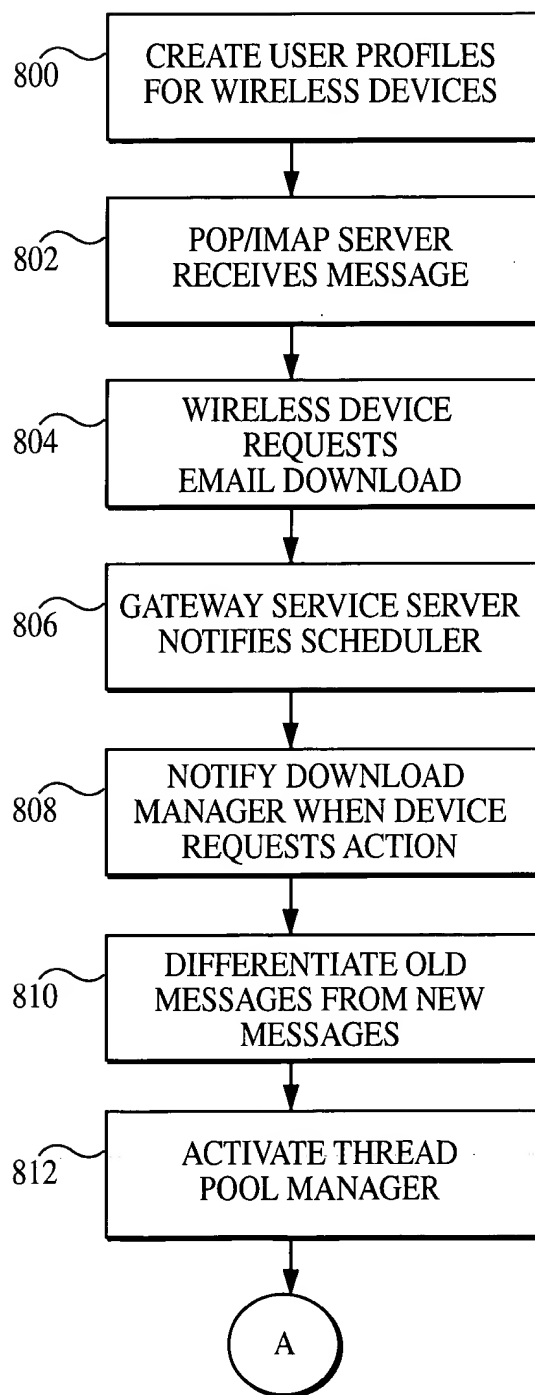 800
CREATE USER PROFILES
FOR WIRELESS DEVICES
802
POP/IMAP SERVER
RECEIVES MESSAGE
804
WIRELESS DEVICE
REQUESTS
EMAIL DOWNLOAD
806
GATEWAY SERVICE SERVER
NOTIFIES SCHEDULER
808
NOTIFY DOWNLOAD
MANAGER WHEN DEVICE
REQUESTS ACTION
810
DIFFERENTIATE OLD
MESSAGES FROM NEW
MESSAGES
812
ACTIVATE THREAD
POOL MANAGER
A